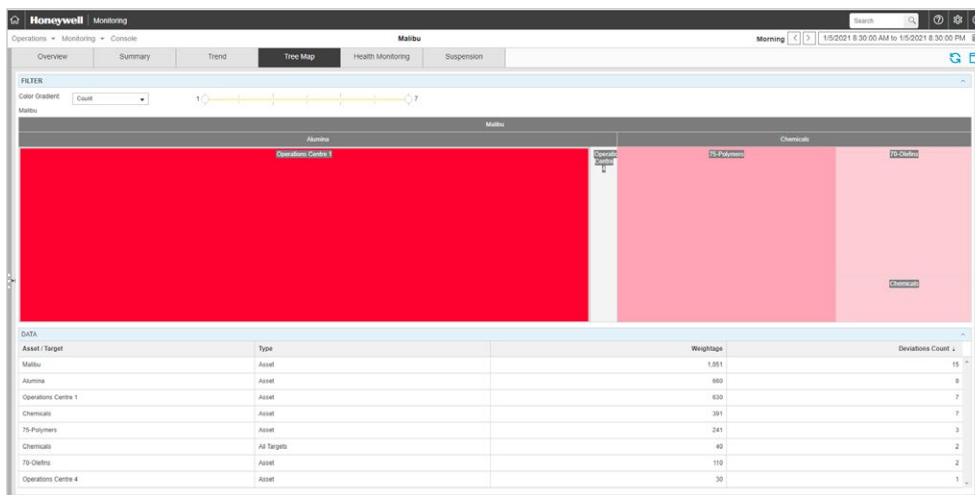 Honeywell | Monitoring Search
Operations Monitoring Console Malibu Morning < > 1/5/2021 8:30:00 AM to 1/5/2021 8:30:00 PM
Overview Summary Trend Tree Map Health Monitoring Suspension
FILTER
Color Gradient Count 1 7
Malibu
Malibu
Alumina Chemicals
Operations Centre 1 Operatio 75-Polymers 70-Olefins
Centre
4
Chemicals
DATA
Asset / Target Type Weightage Deviations Count ↓
Malibu Asset 1,051 15
Alumina Asset 660 8
Operations Centre 1 Asset 630 7
Chemicals Asset 391 7
75-Polymers Asset 241 3
Chemicals All Targets 40 2
70-Olefins Asset 110 2
Operations Centre 4 Asset 30 1